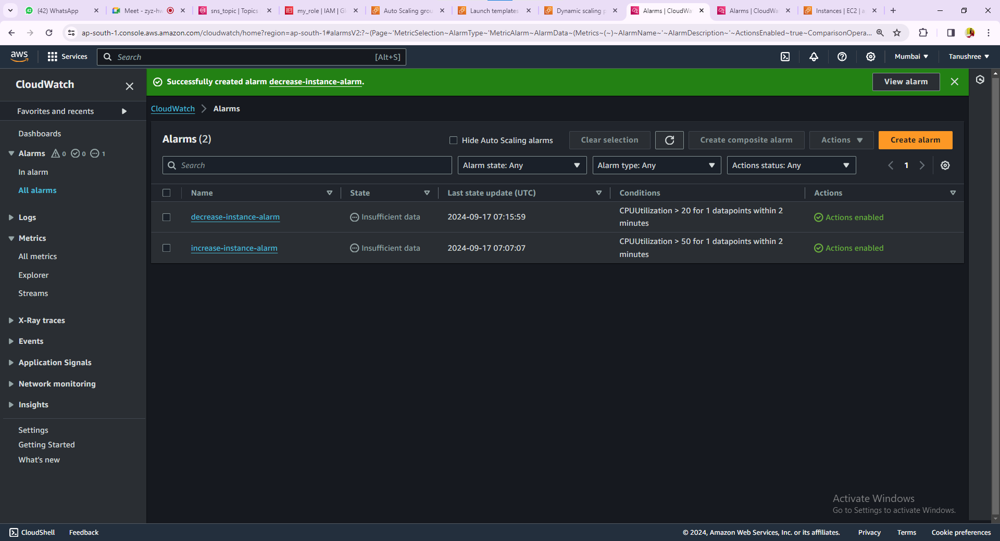 (42) WhatsApp
Meet - zyz-hw
sns_topic | Topics
my_role | IAM | Gl
Auto Scaling grou
Launch templates
Dynamic scaling p
Alarms | CloudWa
Alarms | CloudWa
Instances | EC2 | a
ap-south-1.console.aws.amazon.com/cloudwatch/home?region=ap-south-1#alarmsV2:?~(Page~'MetricSelection~AlarmType~'MetricAlarm~AlarmData~(Metrics~(~)~AlarmName~'~AlarmDescription~'~ActionsEnabled~true~ComparisonOpera...
aws
Services
Search
[Alt+S]
Mumbai
Tanushree
CloudWatch
Favorites and recents
Dashboards
Alarms 0 0 1
In alarm
All alarms
Logs
Metrics
All metrics
Explorer
Streams
X-Ray traces
Events
Application Signals
Network monitoring
Insights
Settings
Getting Started
What's new
Successfully created alarm decrease-instance-alarm.
View alarm
CloudWatch
Alarms
Alarms (2)
Hide Auto Scaling alarms
Clear selection
Create composite alarm
Actions
Create alarm
Search
Alarm state: Any
Alarm type: Any
Actions status: Any
1
Name
State
Last state update (UTC)
Conditions
Actions
decrease-instance-alarm
Insufficient data
2024-09-17 07:15:59
CPUUtilization > 20 for 1 datapoints within 2
minutes
Actions enabled
increase-instance-alarm
Insufficient data
2024-09-17 07:07:07
CPUUtilization > 50 for 1 datapoints within 2
minutes
Actions enabled
Activate Windows
Go to Settings to activate Windows.
CloudShell
Feedback
© 2024, Amazon Web Services, Inc. or its affiliates.
Privacy
Terms
Cookie preferences